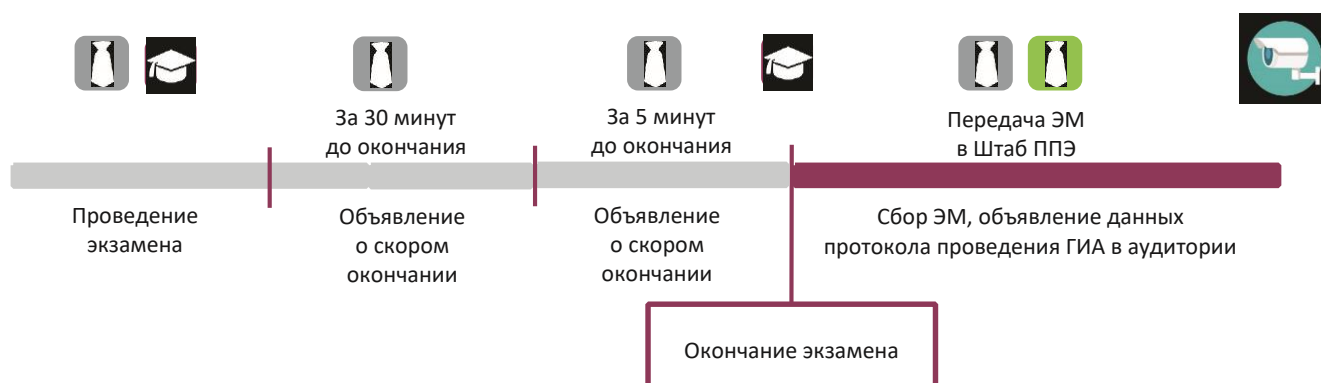 За 30 минут
до окончания
За 5 минут
до окончания
Передача ЭМ
в Штаб ППЭ
Проведение
экзамена
Объявление
о скором
окончании
Объявление
о скором
окончании
Сбор ЭМ, объявление данных
протокола проведения ГИА в аудитории
Окончание экзамена